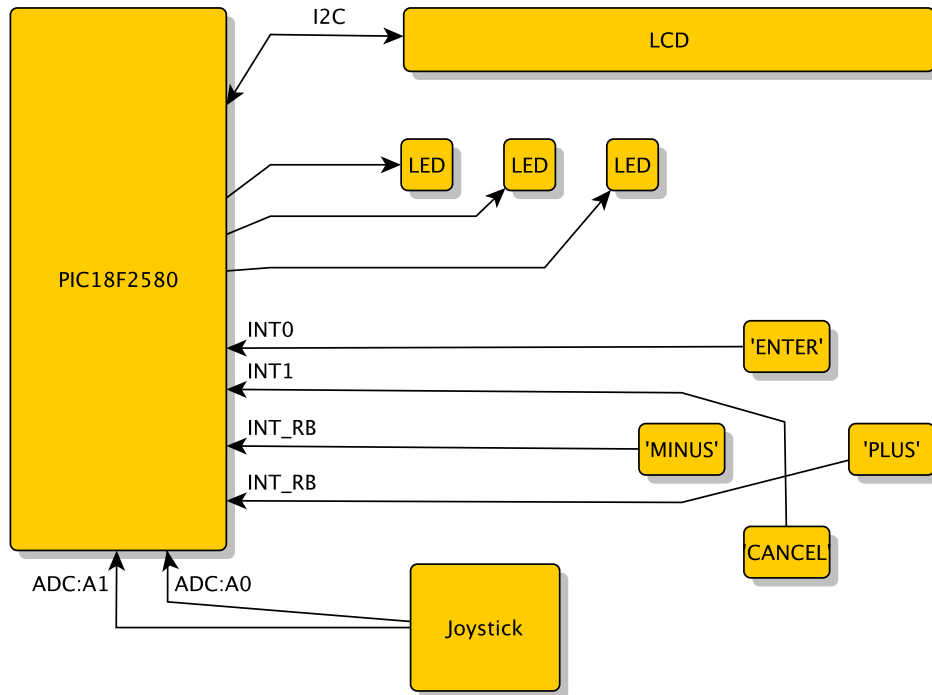 I2C
LCD
LED
LED
LED
PIC18F2580
INT0
'ENTER'
INT1
INT_RB
'MINUS'
'PLUS'
INT_RB
'CANCEL'
ADC:A1
ADC:A0
Joystick